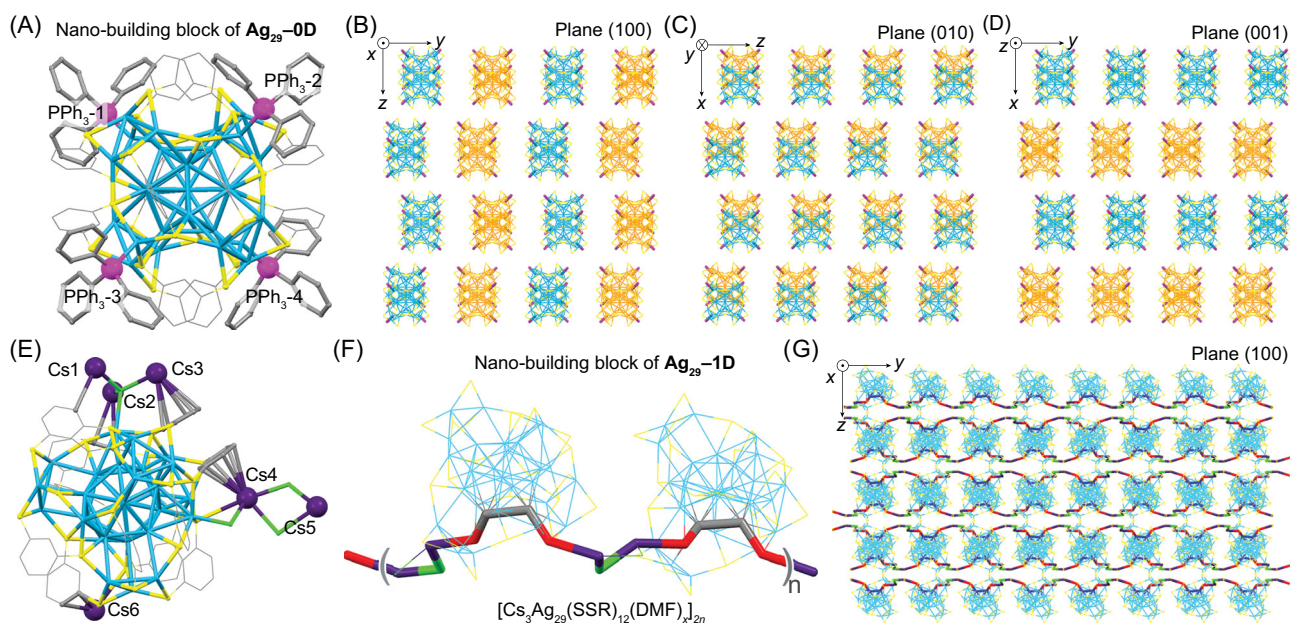 (A) Nano-building block of Ag₂₉–0D
PPh₃-1
PPh₃-2
PPh₃-3
PPh₃-4
(B) Plane (100)
x
y
z
(C) Plane (010)
y
z
x
(D) Plane (001)
z
y
x
(E)
Cs1
Cs2
Cs3
Cs4
Cs5
Cs6
(F) Nano-building block of Ag₂₉–1D
( )n
[Cs₃Ag₂₉(SSR)₁₂(DMF)ₓ]₂ₙ
(G) Plane (100)
x
y
z